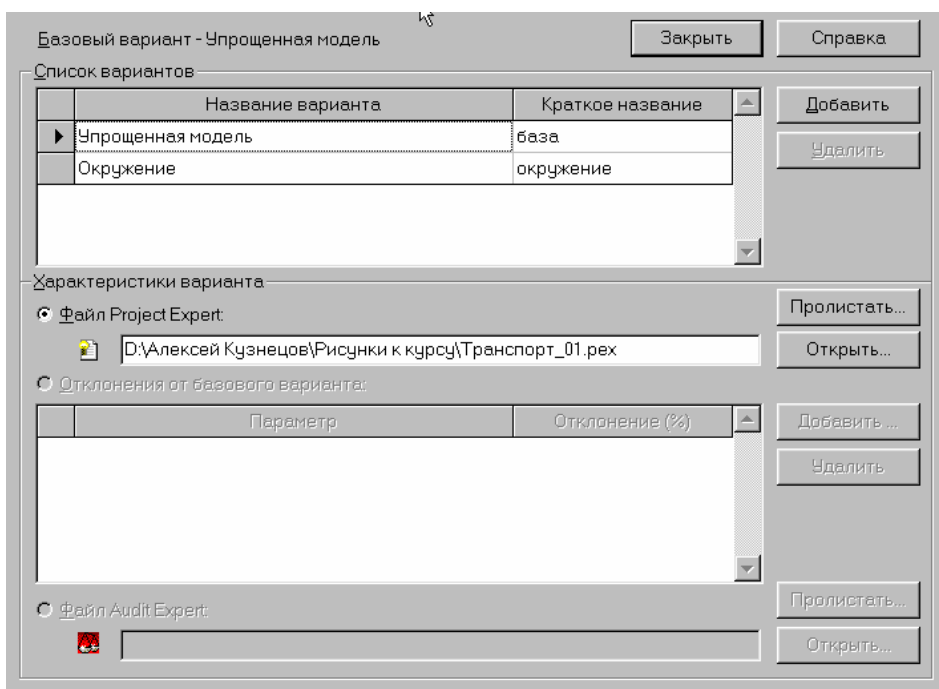 Базовый вариант - Упрощенная модель
Закрыть
Справка
Список вариантов
Название варианта
Краткое название
Добавить
Упрощенная модель
база
Удалить
Окружение
окружение
Характеристики варианта
Файл Project Expert:
Пролистать...
D:\Алексей Кузнецов\Рисунки к курсу\Транспорт_01.pex
Открыть...
Отклонения от базового варианта:
Параметр
Отклонение (%)
Добавить ...
Удалить
Файл Audit Expert:
Пролистать...
Открыть...